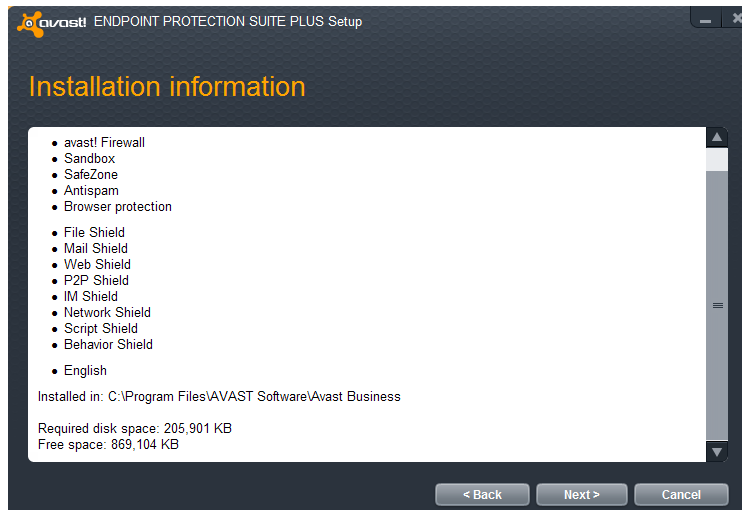 avast! ENDPOINT PROTECTION SUITE PLUS Setup
Installation information
avast! Firewall
Sandbox
SafeZone
Antispam
Browser protection
File Shield
Mail Shield
Web Shield
P2P Shield
IM Shield
Network Shield
Script Shield
Behavior Shield
English
Installed in: C:\Program Files\AVAST Software\Avast Business
Required disk space: 205,901 KB
Free space: 869,104 KB
< Back Next > Cancel